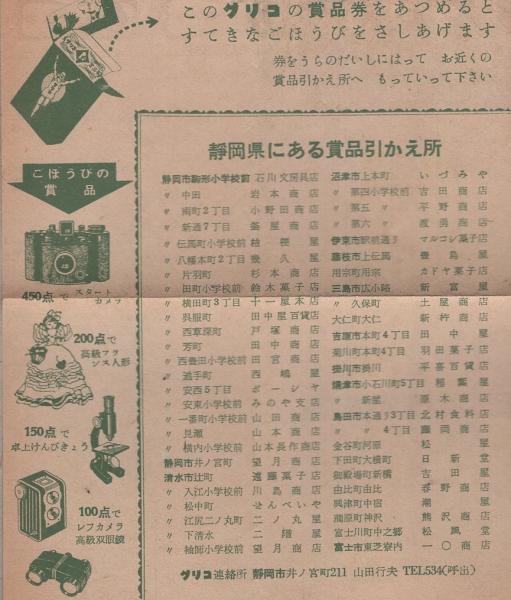 このグリコの賞品券をあつめると
すてきなごほうびをさしあげます
券をうらのだいしにはって お近くの
賞品引かえ所へ もっていって下さい
ごほうびの
賞品
450点で スタート
カメラ
200点で
高級フラ
ンス人形
150点で
卓上けんびきょう
100点で
レフカメラ
高級双眼鏡
靜岡県にある賞品引かえ所
静岡市駒形小学校前 石川文房具店
〃 中田 岩本商店
〃 南町2丁目 小野田商店
〃 新通7丁目 釜屋商店
〃 伝馬町小学校前 桔梗屋
〃 八幡本町2丁目 幾久屋
〃 片羽町 杉本商店
〃 田町小学校前 鈴木菓子店
〃 横田町3丁目 十一屋本店
〃 呉服町 田中屋百貨店
〃 西草深町 戸塚商店
〃 芳町 田中商店
〃 西豊田小学校前 田宮商店
〃 追手町 西嶋屋
〃 安西5丁目 ボーシヤ
〃 安東小学校前 みのや支店
〃 一番町小学校前 山田商店
〃 見瀬 山本商店
〃 横内小学校前 山本長作商店
静岡市井ノ宮町 望月商店
清水市辻町 遠藤菓子店
〃 入江小学校前 川島商店
〃 松中町 せんべいや
〃 江尻二ノ丸町 二ノ丸屋
〃 下清水 二階屋
〃 袖師小学校前 望月商店
沼津市上本町 いづみや
〃 第四小学校前 吉田商店
〃 第五 〃 平野商店
〃 第六 〃 渡勇商店
伊東市駅前通り マルコシ菓子店
藤枝市上伝馬 豊島屋
用宗町用宗 カドヤ菓子店
三島市広小路 新富屋
〃 久保町 土屋商店
大仁町大仁 新杵商店
吉原市本町4丁目 田中屋
菊川町本町4丁目 羽田菓子店
掛川市掛川 平喜百貨店
焼津市小石川町5丁目 稲葉屋
〃 新屋 原木商店
島田市本通り3丁目 北村食料店
〃 〃 4丁目 藤岡商店
金谷町河原 松屋
下田町大横町 日新堂
修善寺町新橋 吉田屋
由比町由比 春野商店
興津町中宿 潮屋
蒲原町神沢 熊沢商店
富士川町中之郷 松風堂
富士市東芝寮内 一〇商店
グリコ連絡所 静岡市井ノ宮町211 山田行央 TEL534(呼出)